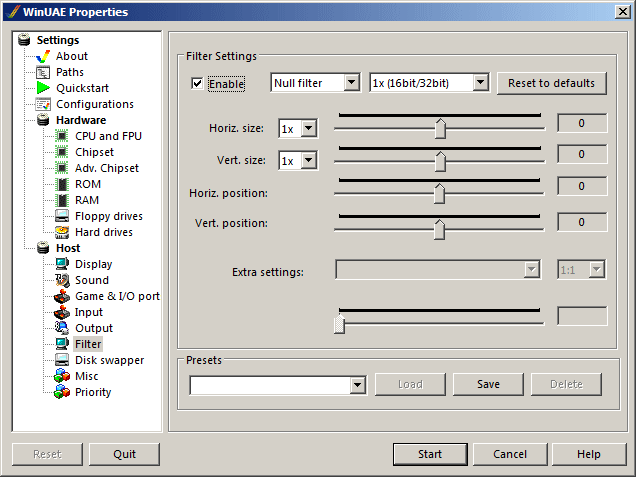 WinUAE Properties
Settings
About
Paths
Quickstart
Configurations
Hardware
CPU and FPU
Chipset
Adv. Chipset
ROM
RAM
Floppy drives
Hard drives
Host
Display
Sound
Game & I/O port
Input
Output
Filter
Disk swapper
Misc
Priority
Filter Settings
Enable Null filter 1x (16bit/32bit) Reset to defaults
Horiz. size: 1x 0
Vert. size: 1x 0
Horiz. position: 0
Vert. position: 0
Extra settings: 1:1
Presets
Load Save Delete
Reset Quit Start Cancel Help